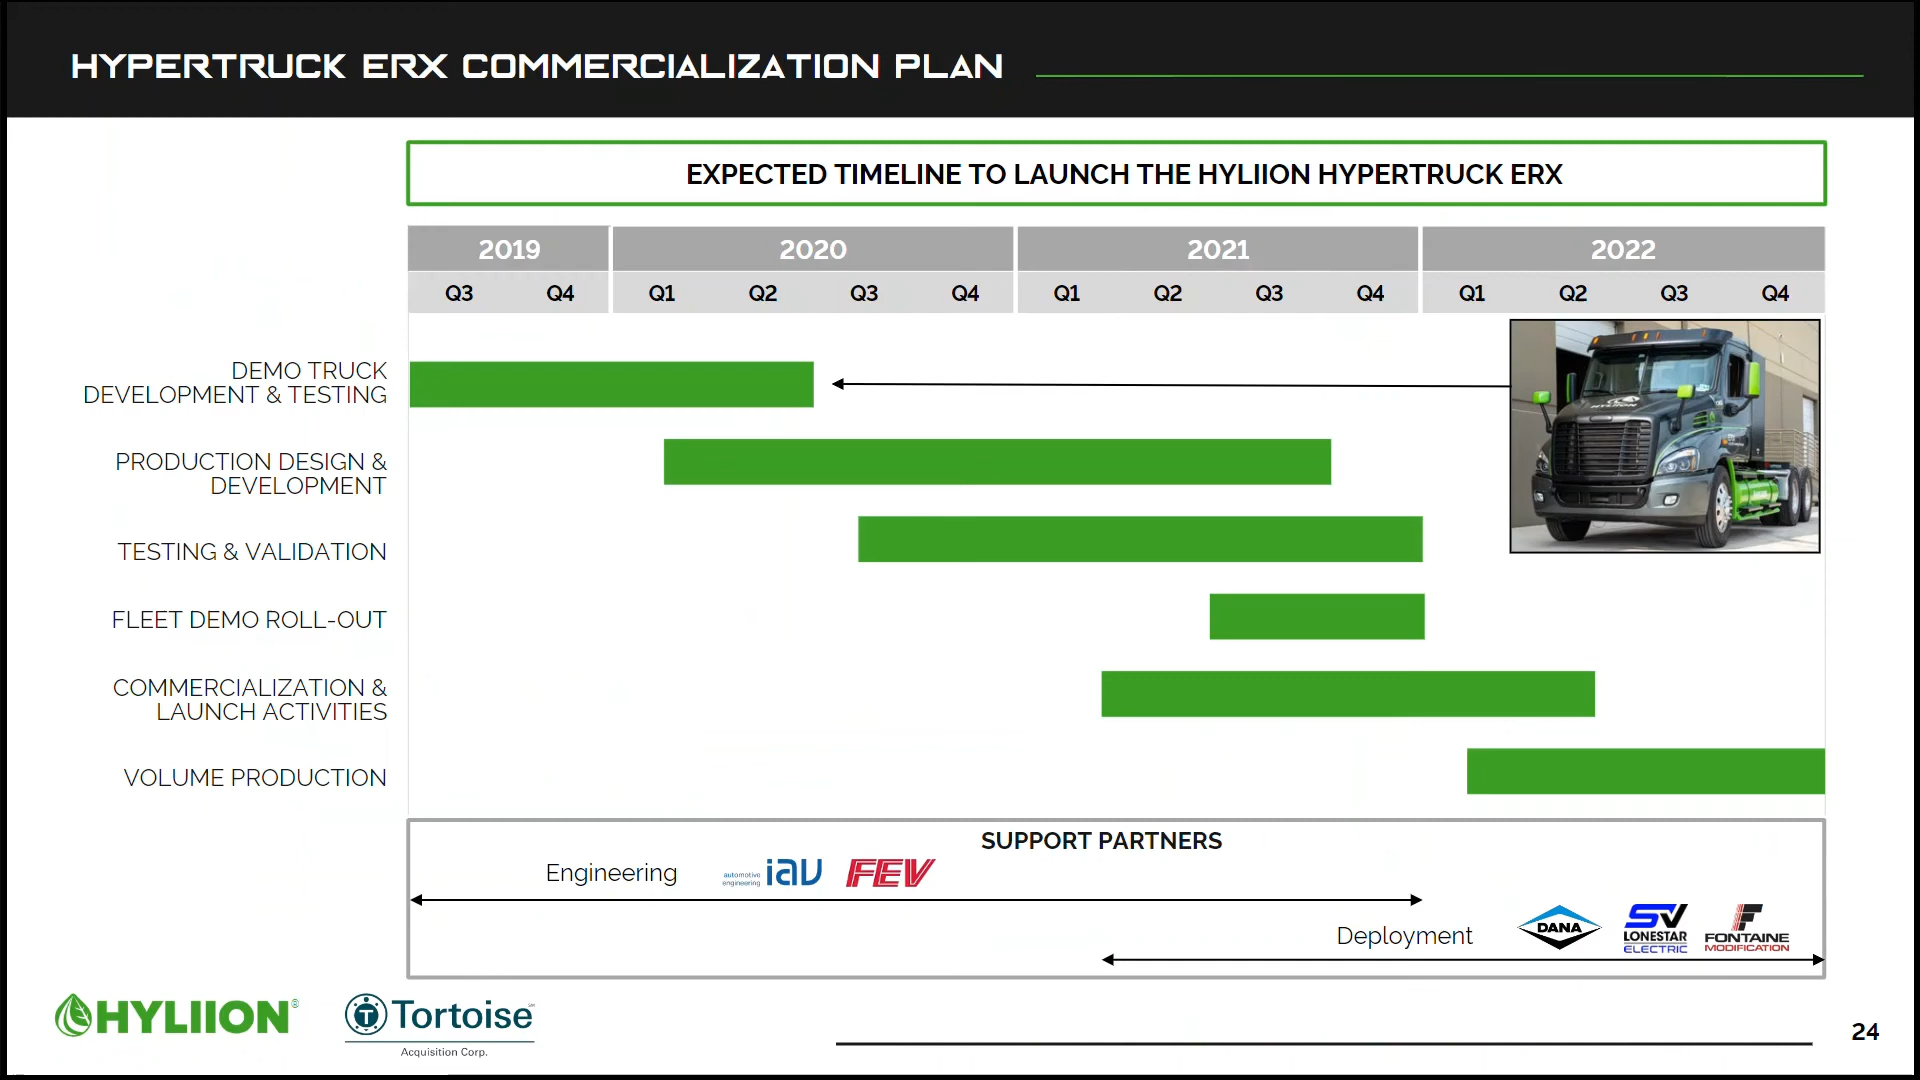 HYPERTRUCK ERX COMMERCIALIZATION PLAN
EXPECTED TIMELINE TO LAUNCH THE HYLIION HYPERTRUCK ERX
2019 2020 2021 2022
Q3 Q4 Q1 Q2 Q3 Q4 Q1 Q2 Q3 Q4 Q1 Q2 Q3 Q4
DEMO TRUCK
DEVELOPMENT & TESTING
HYLIION
PRODUCTION DESIGN &
DEVELOPMENT
TESTING & VALIDATION
FLEET DEMO ROLL-OUT
COMMERCIALIZATION &
LAUNCH ACTIVITIES
VOLUME PRODUCTION
SUPPORT PARTNERS
Engineering
automotive
engineering
iav
FEV
Deployment
DANA
SV
LONESTAR
ELECTRIC
F
FONTAINE
MODIFICATION
HYLIION®
T Tortoise℠
Acquisition Corp.
24